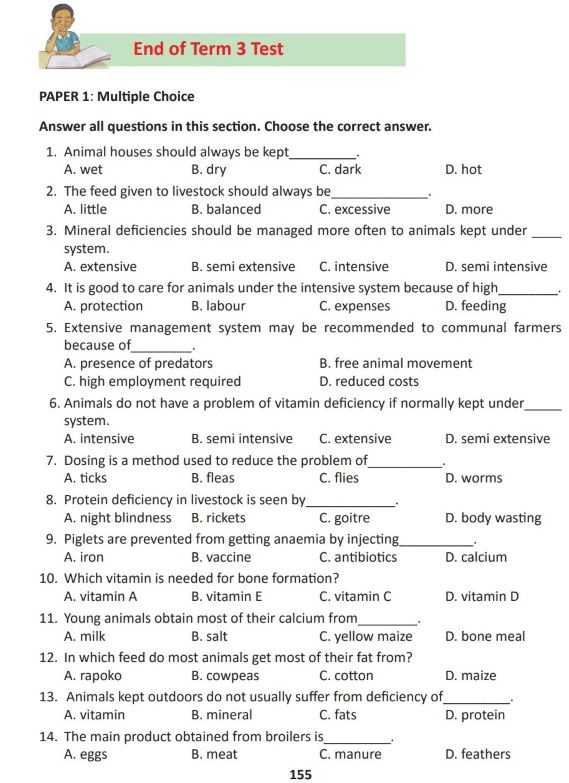 End of Term 3 Test
PAPER 1: Multiple Choice
Answer all questions in this section. Choose the correct answer.
1. Animal houses should always be kept__________.
A. wet B. dry C. dark D. hot
2. The feed given to livestock should always be______________.
A. little B. balanced C. excessive D. more
3. Mineral deficiencies should be managed more often to animals kept under ____
system.
A. extensive B. semi extensive C. intensive D. semi intensive
4. It is good to care for animals under the intensive system because of high_________.
A. protection B. labour C. expenses D. feeding
5. Extensive management system may be recommended to communal farmers
because of_________.
A. presence of predators B. free animal movement
C. high employment required D. reduced costs
6. Animals do not have a problem of vitamin deficiency if normally kept under_____
system.
A. intensive B. semi intensive C. extensive D. semi extensive
7. Dosing is a method used to reduce the problem of___________.
A. ticks B. fleas C. flies D. worms
8. Protein deficiency in livestock is seen by_____________.
A. night blindness B. rickets C. goitre D. body wasting
9. Piglets are prevented from getting anaemia by injecting___________.
A. iron B. vaccine C. antibiotics D. calcium
10. Which vitamin is needed for bone formation?
A. vitamin A B. vitamin E C. vitamin C D. vitamin D
11. Young animals obtain most of their calcium from_________.
A. milk B. salt C. yellow maize D. bone meal
12. In which feed do most animals get most of their fat from?
A. rapoko B. cowpeas C. cotton D. maize
13. Animals kept outdoors do not usually suffer from deficiency of__________.
A. vitamin B. mineral C. fats D. protein
14. The main product obtained from broilers is__________.
A. eggs B. meat C. manure D. feathers
155